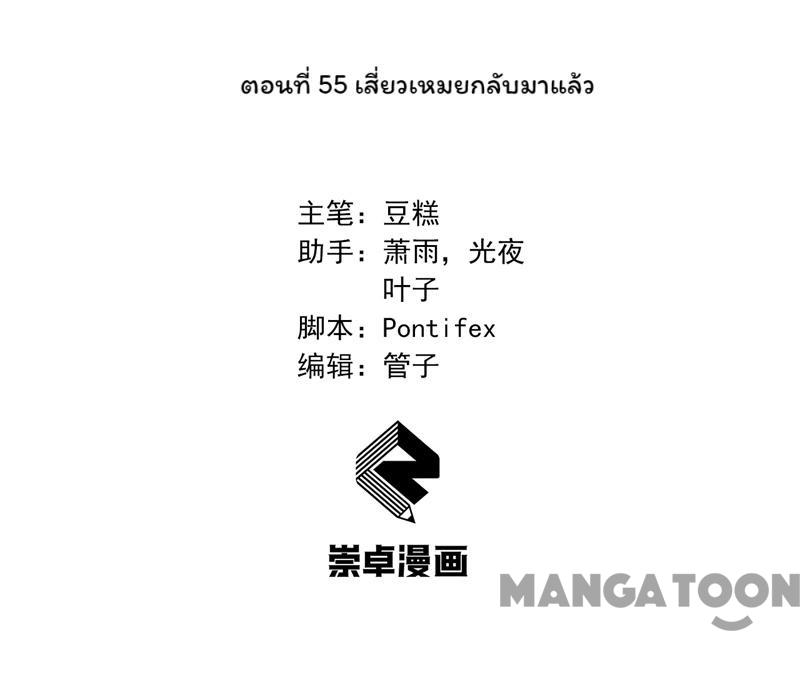 ตอนที่ 55 เสี่ยวเหมยกลับมาแล้ว
主笔：豆糕
助手：萧雨，光夜
叶子
脚本：Pontifex
编辑：管子
崇卓漫画
MANGATOON